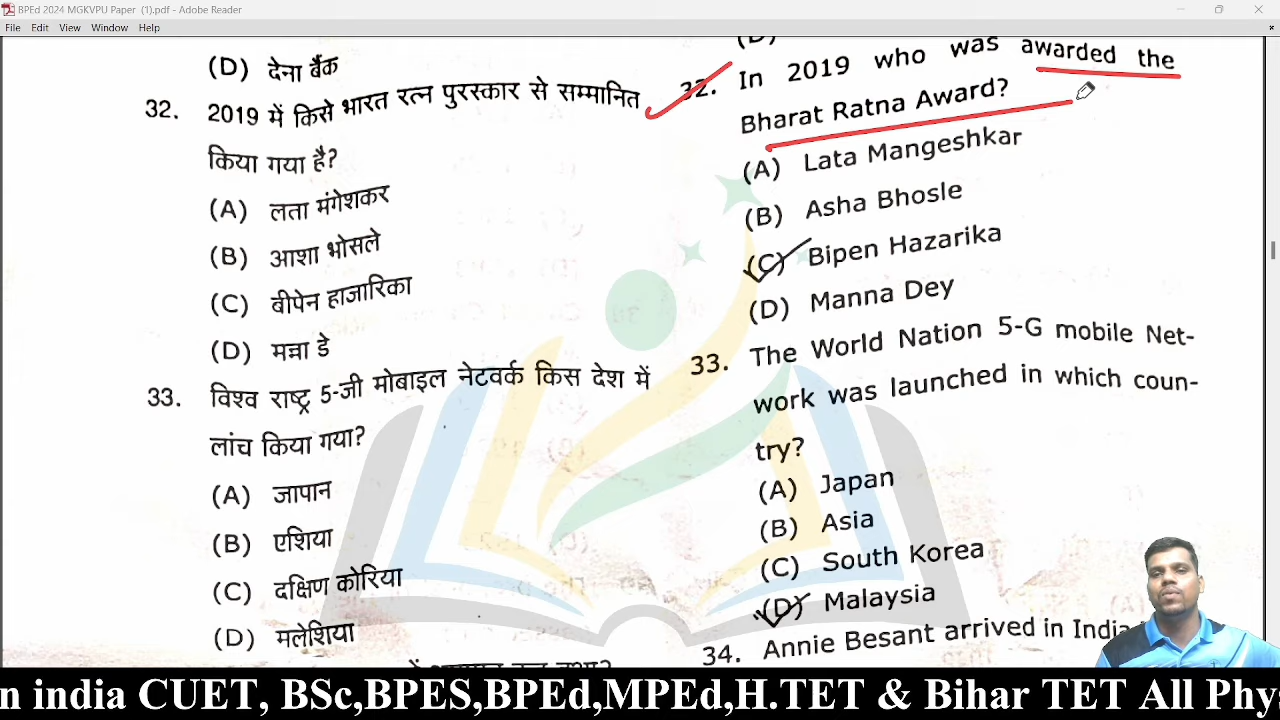 BPEd 2024 MGKVPU Paper (1).pdf - Adobe Reader
File Edit View Window Help
(D) देना बैंक
32. 2019 में किसे भारत रत्न पुरस्कार से सम्मानित
किया गया है?
(A) लता मंगेशकर
(B) आशा भोसले
(C) बीपेन हाजारिका
(D) मन्ना डे
33. विश्व राष्ट्र 5-जी मोबाइल नेटवर्क किस देश में
लांच किया गया?
(A) जापान
(B) एशिया
(C) दक्षिण कोरिया
(D) मलेशिया
32. In 2019 who was awarded the
Bharat Ratna Award?
(A) Lata Mangeshkar
(B) Asha Bhosle
(C) Bipen Hazarika
(D) Manna Dey
33. The World Nation 5-G mobile Net-
work was launched in which coun-
try?
(A) Japan
(B) Asia
(C) South Korea
(D) Malaysia
34. Annie Besant arrived in India
n india CUET, BSc,BPES,BPEd,MPEd,H.TET & Bihar TET All Phy